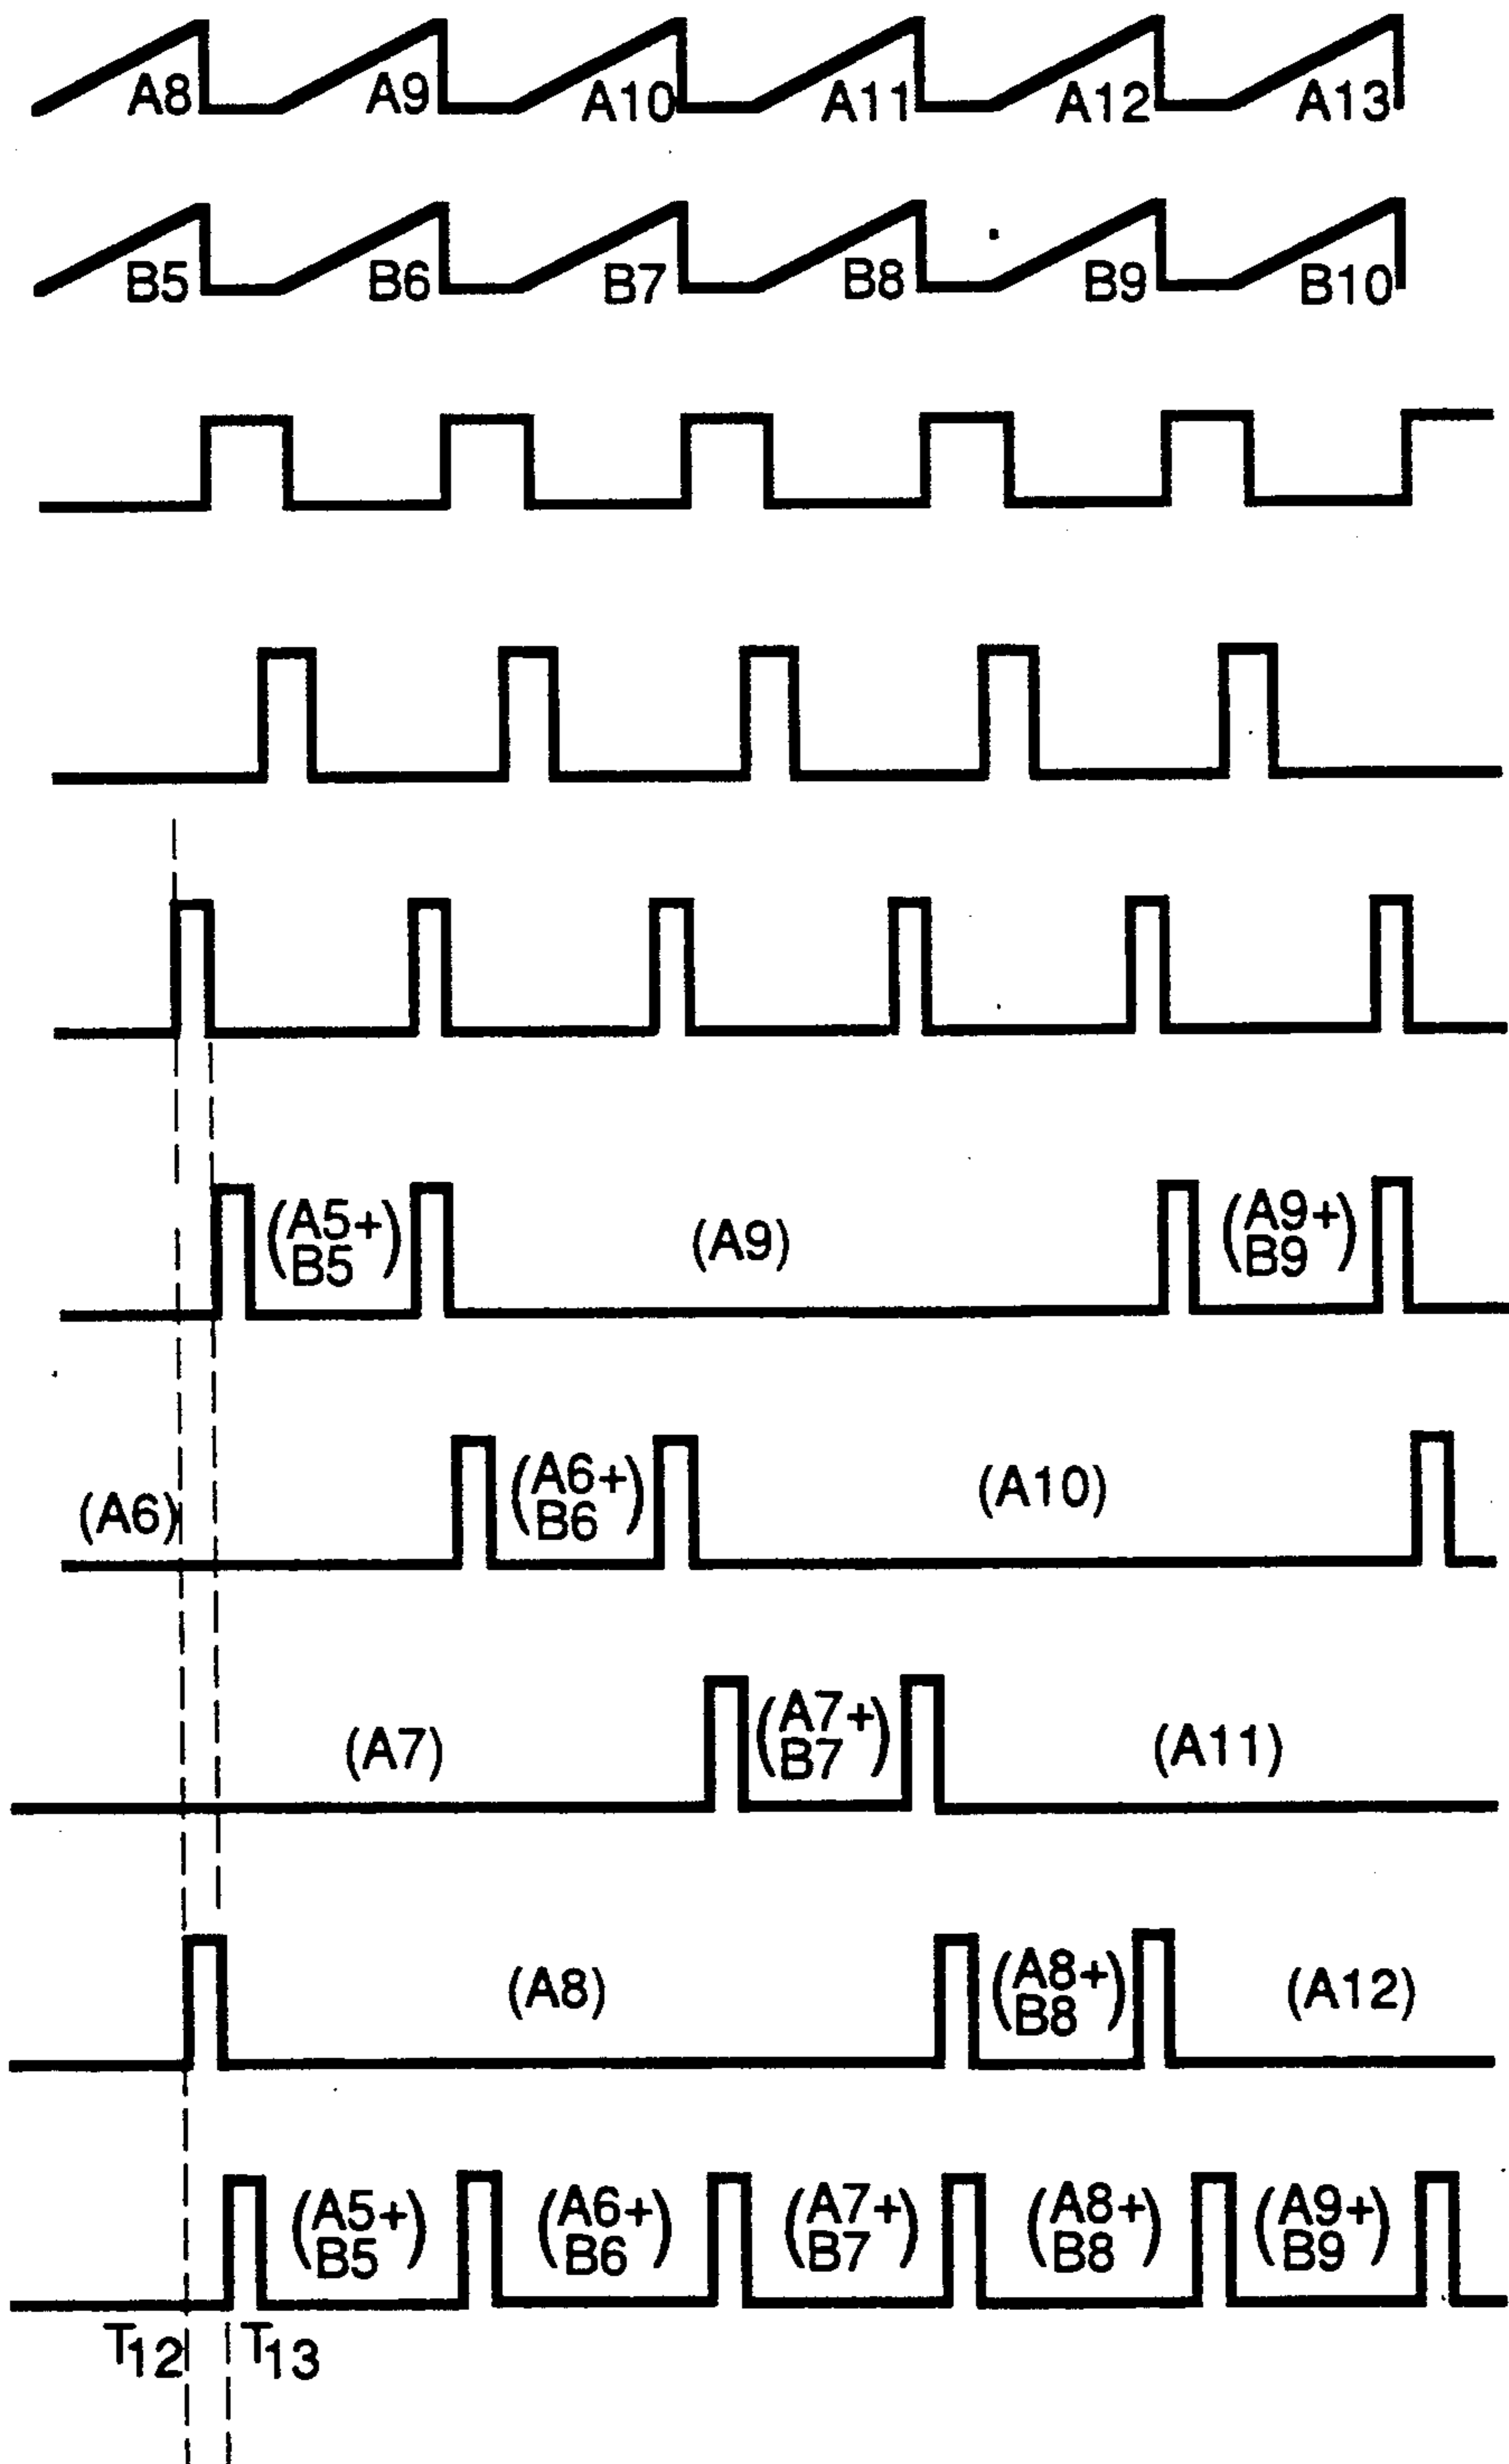 A8 A9 A10 A11 A12 A13
B5 B6 B7 B8 B9 B10
(A5+
B5) (A9) (A9+
B9)
(A6) (A6+
B6) (A10)
(A7) (A7+
B7) (A11)
(A8) (A8+
B8) (A12)
(A5+
B5) (A6+
B6) (A7+
B7) (A8+
B8) (A9+
B9)
T12 T13